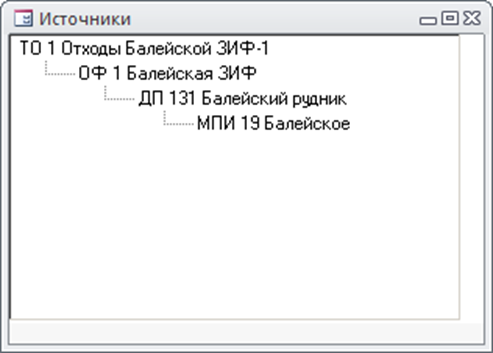 Источники
ТО 1 Отходы Балейской ЗИФ-1
ОФ 1 Балейская ЗИФ
ДП 131 Балейский рудник
МПИ 19 Балейское